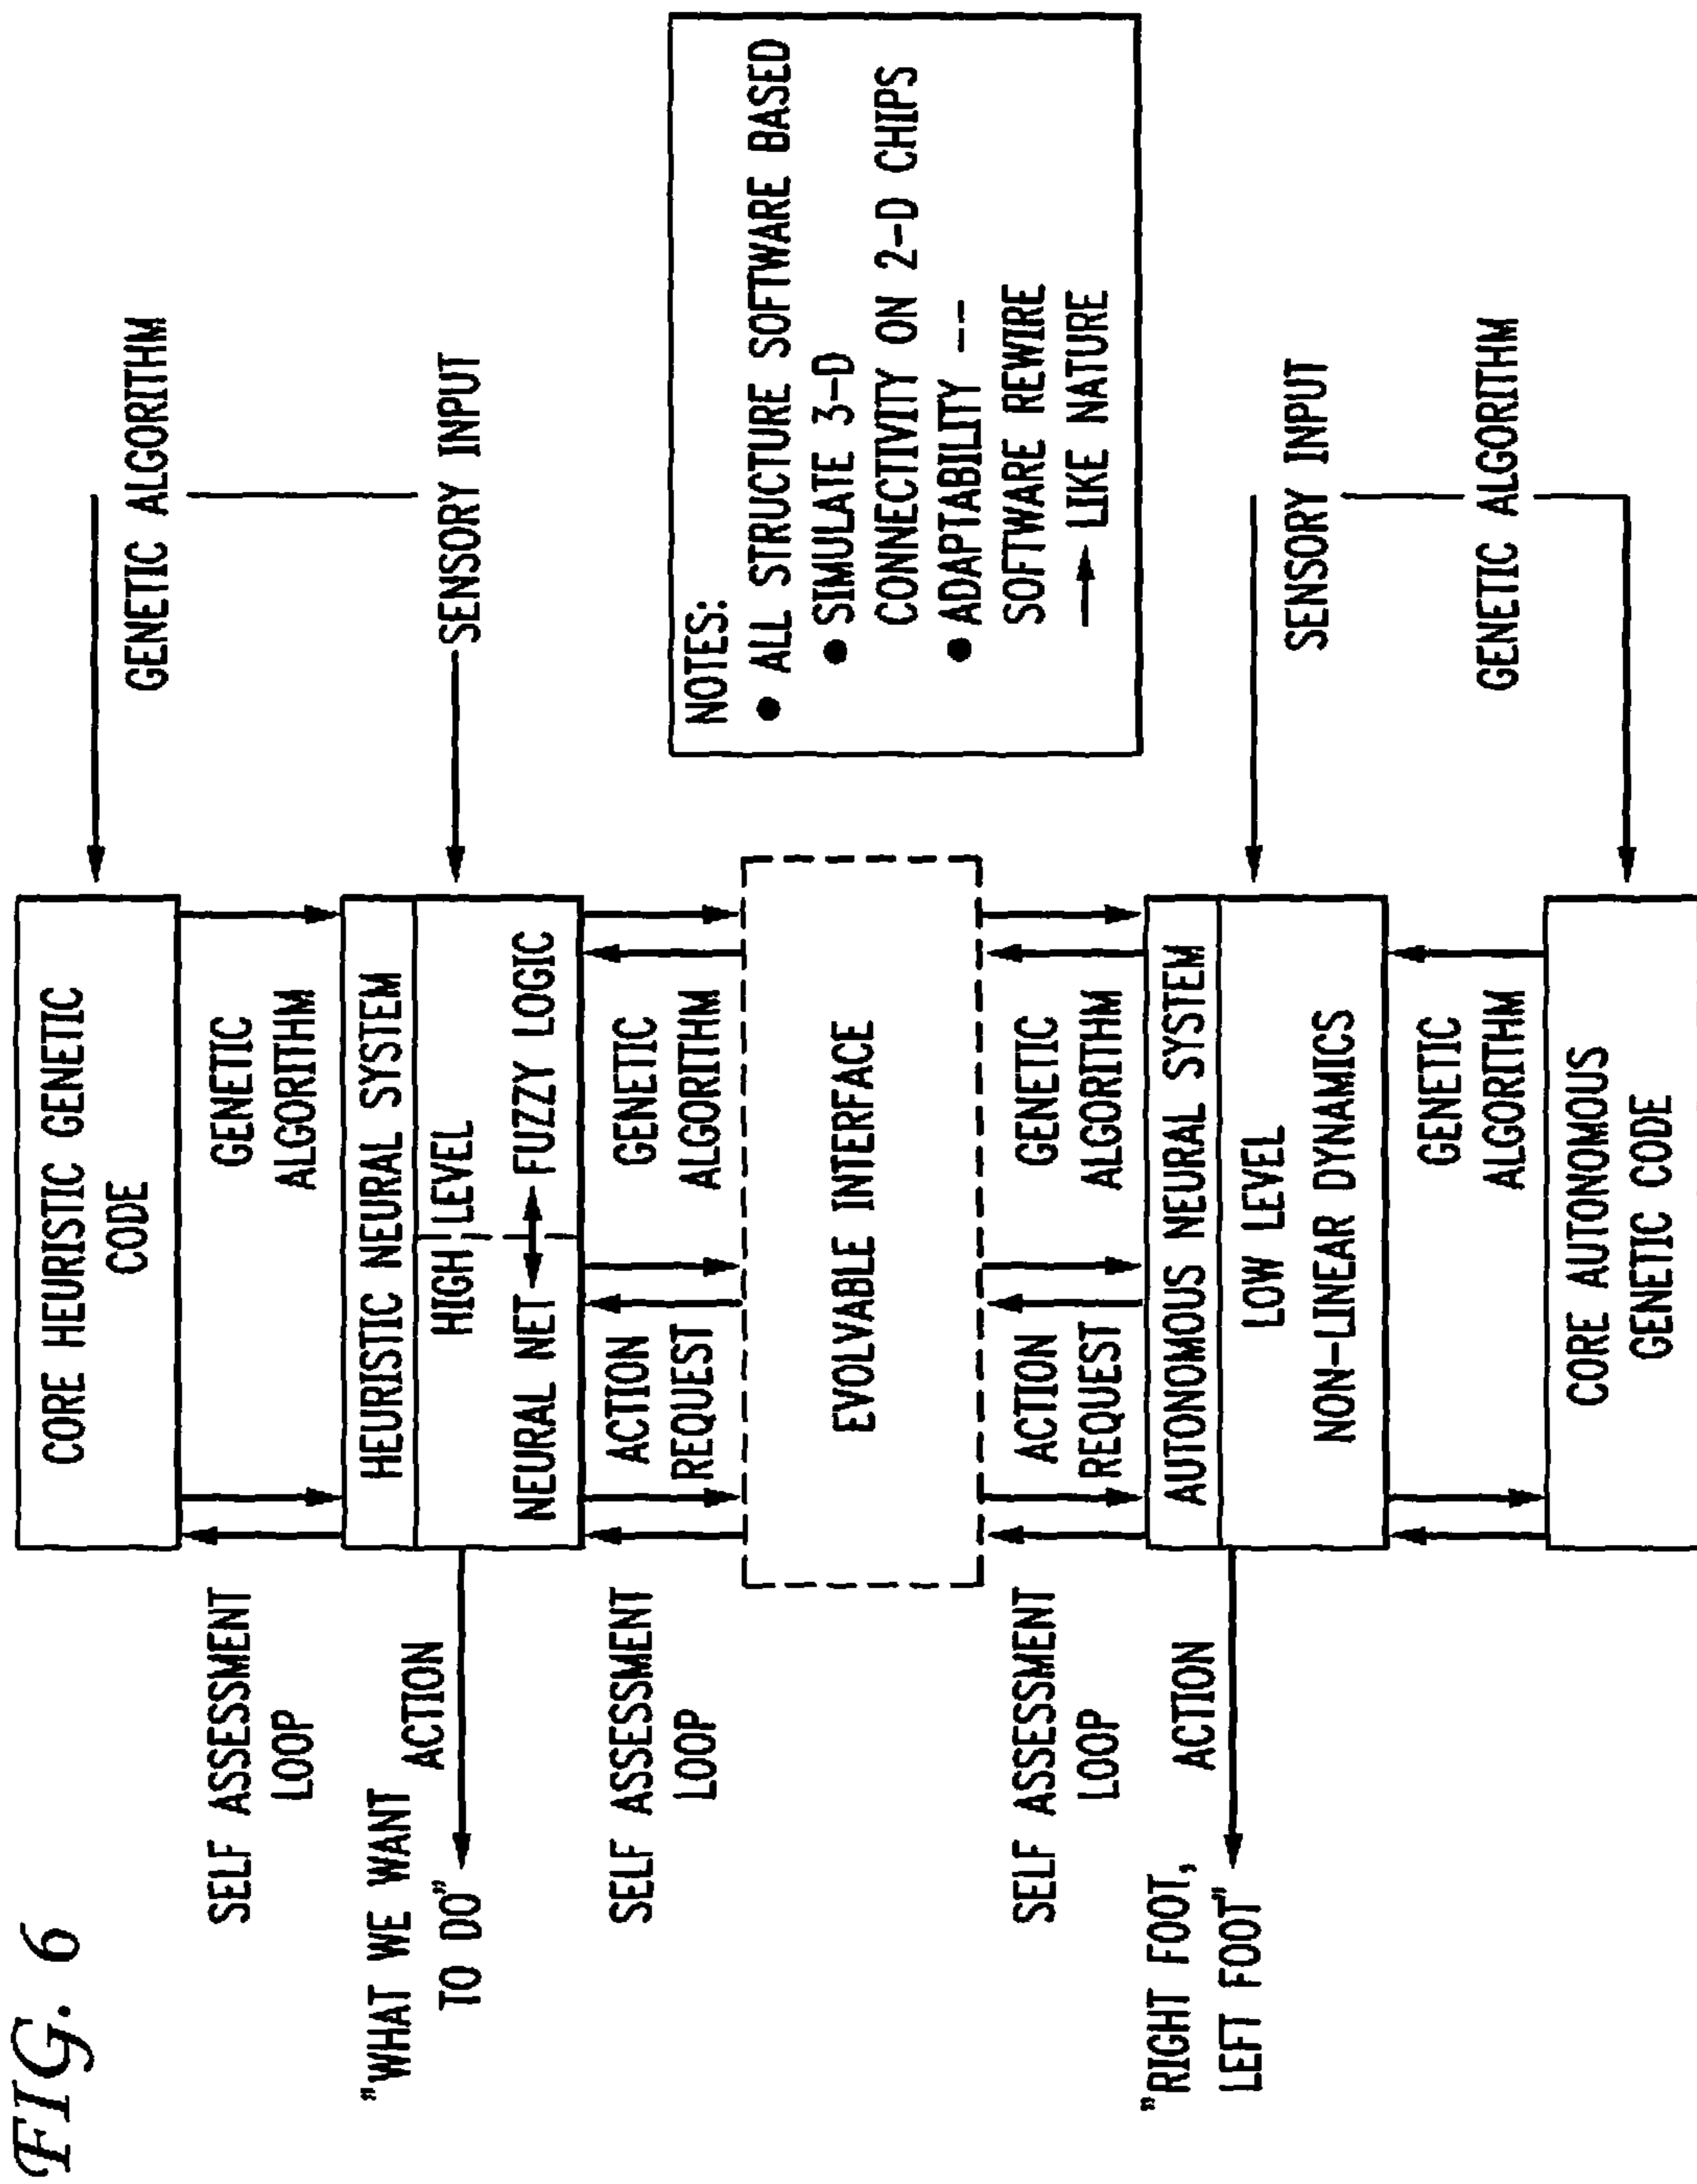 FIG. 6
CORE HEURISTIC GENETIC
CODE
GENETIC ALGORITHM
SELF ASSESSMENT
LOOP
GENETIC
ALGORITHM
"WHAT WE WANT
TO DO"
ACTION
HEURISTIC NEURAL SYSTEM
HIGH LEVEL
NEURAL NET
FUZZY LOGIC
SENSORY INPUT
SELF ASSESSMENT
LOOP
ACTION
REQUEST
GENETIC
ALGORITHM
EVOLVABLE INTERFACE
NOTES:
● ALL STRUCTURE SOFTWARE BASED
● SIMULATE 3-D
CONNECTIVITY ON 2-D CHIPS
● ADAPTABILITY --
SOFTWARE REWIRE
→ LIKE NATURE
SELF ASSESSMENT
LOOP
ACTION
REQUEST
GENETIC
ALGORITHM
"RIGHT FOOT,
LEFT FOOT"
ACTION
AUTONOMOUS NEURAL SYSTEM
LOW LEVEL
NON-LINEAR DYNAMICS
SENSORY INPUT
GENETIC
ALGORITHM
GENETIC ALGORITHM
CORE AUTONOMOUS
GENETIC CODE